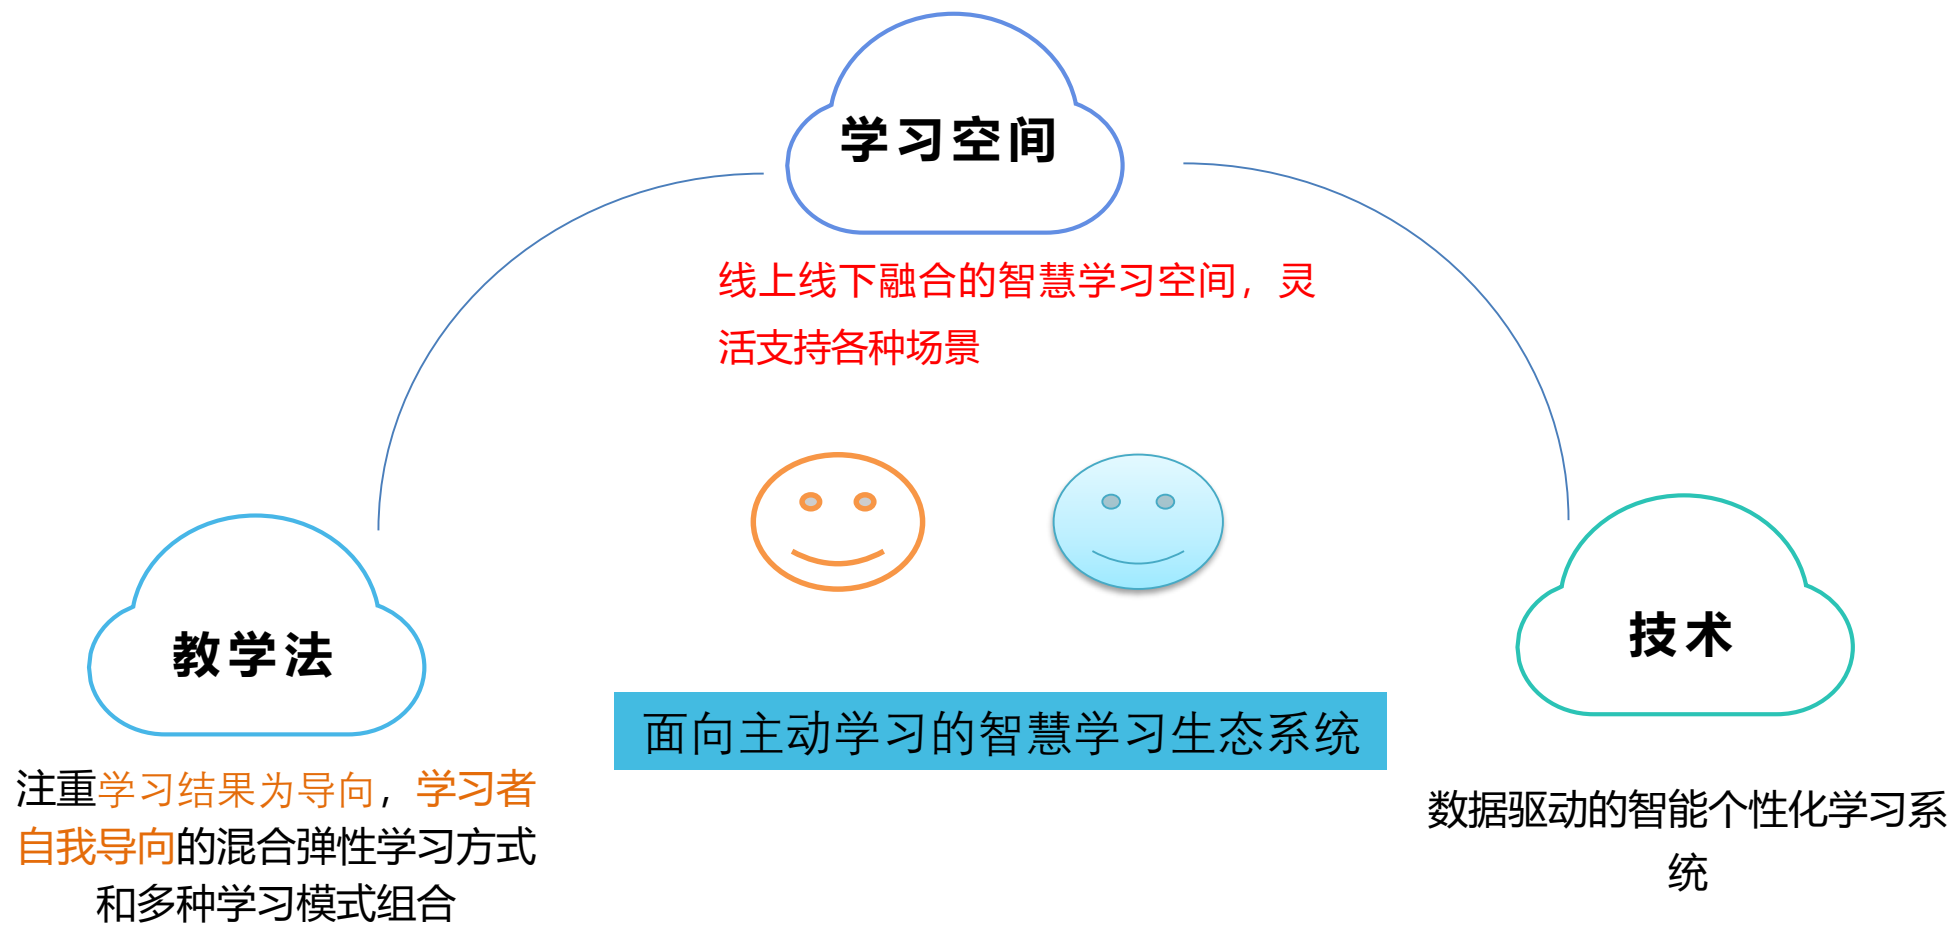 学习空间
线上线下融合的智慧学习空间，灵
活支持各种场景
教学法
技术
面向主动学习的智慧学习生态系统
注重学习结果为导向，学习者
自我导向的混合弹性学习方式
和多种学习模式组合
数据驱动的智能个性化学习系
统